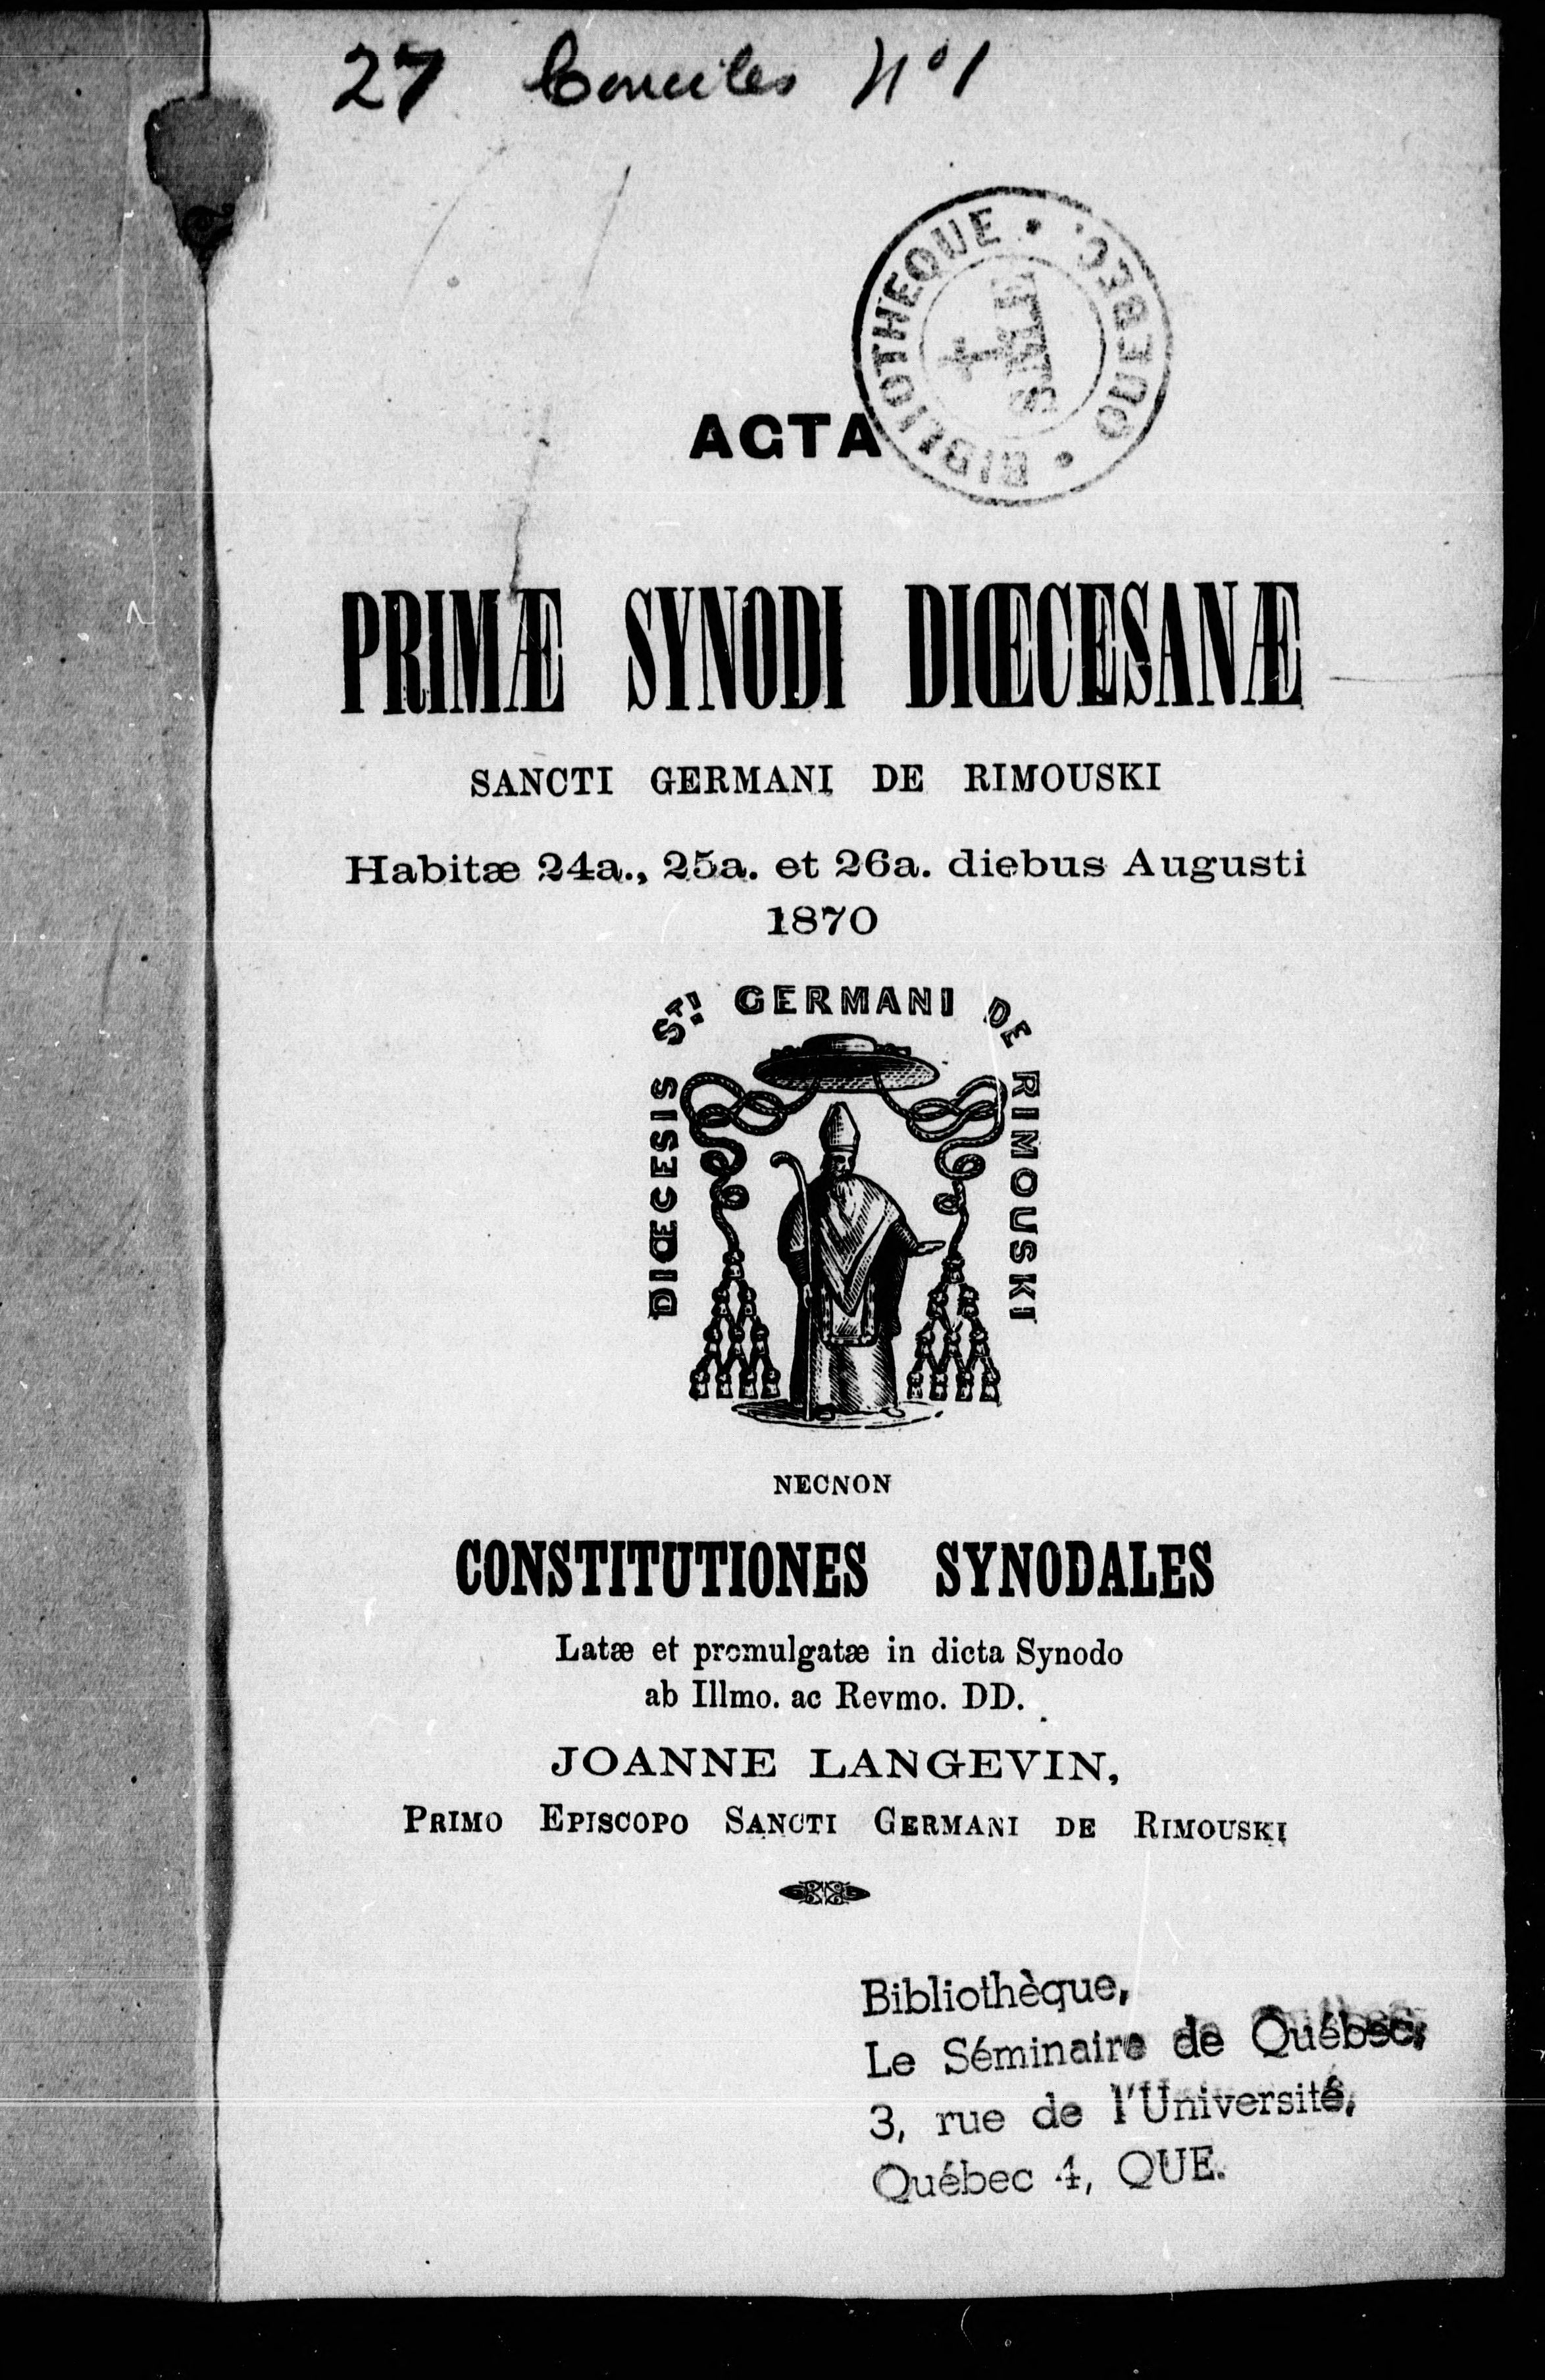 27 Conciles No 1
BIBLIOTHEQUE • QUEBEC •
ACTA
PRIMÆ SYNODI DIŒCESANÆ
SANCTI GERMANI DE RIMOUSKI
Habitæ 24a., 25a. et 26a. diebus Augusti
1870
DIŒCESIS STI GERMANI DE RIMOUSKI
NECNON
CONSTITUTIONES SYNODALES
Latæ et promulgatæ in dicta Synodo
ab Illmo. ac Revmo. DD.
JOANNE LANGEVIN,
PRIMO EPISCOPO SANCTI GERMANI DE RIMOUSKI
Bibliothèque,
Le Séminaire de Québec,
3, rue de l'Université,
Québec 4, QUE.